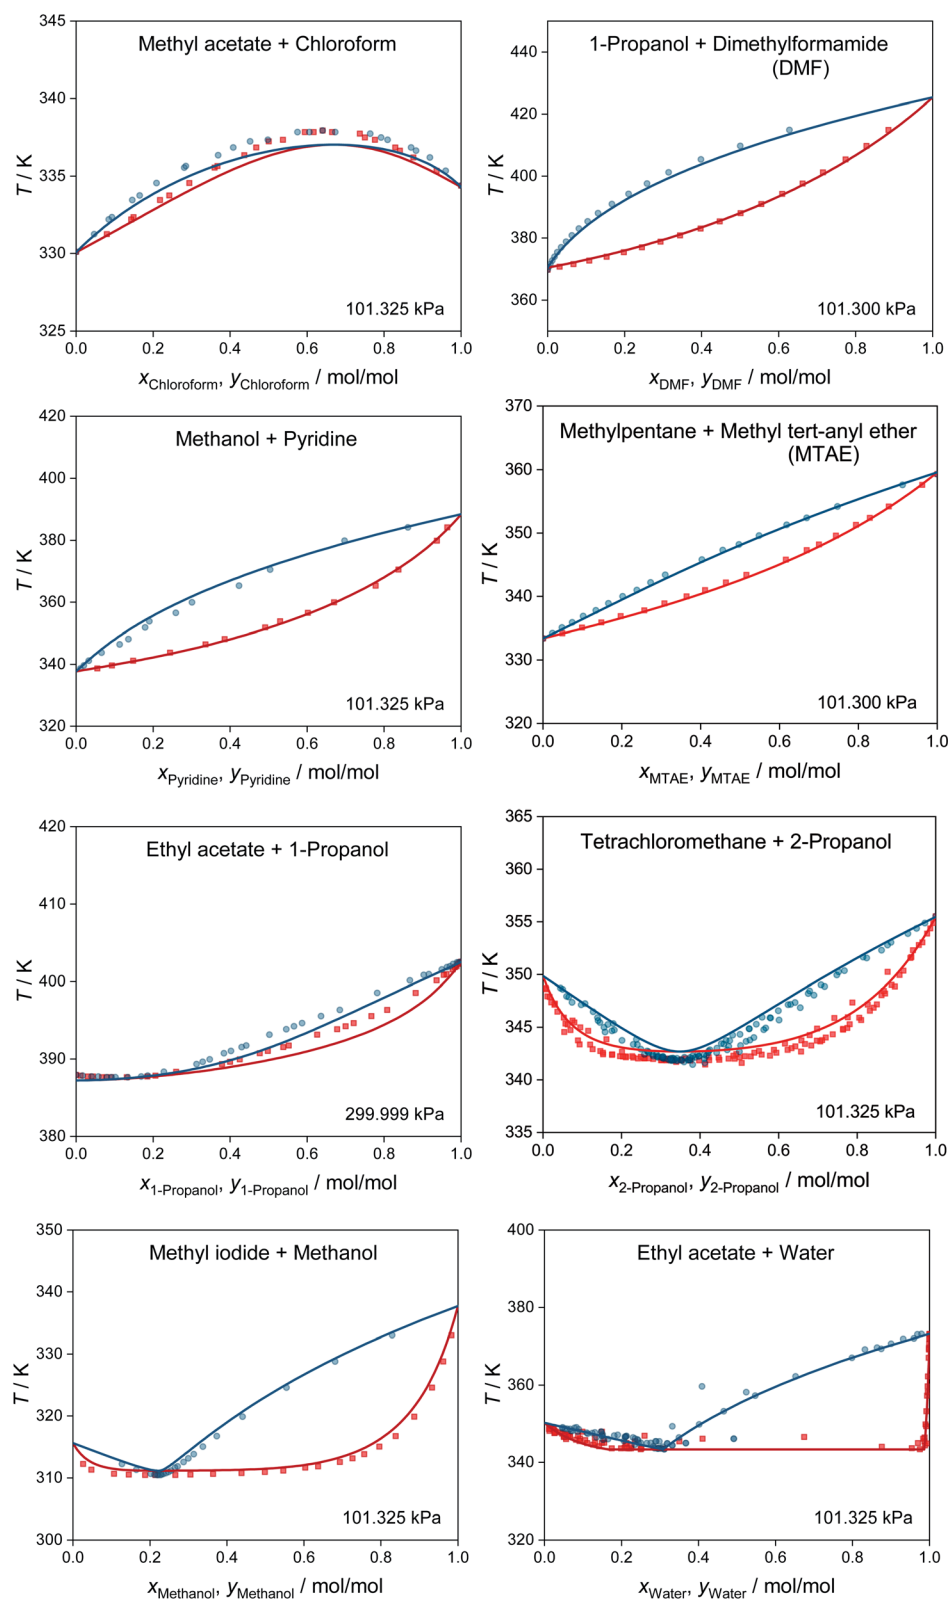 Methyl acetate + Chloroform
T / K
345
340
335
330
325
101.325 kPa
0.0 0.2 0.4 0.6 0.8 1.0
xChloroform, yChloroform / mol/mol
1-Propanol + Dimethylformamide
(DMF)
T / K
440
420
400
380
360
101.300 kPa
0.0 0.2 0.4 0.6 0.8 1.0
xDMF, yDMF / mol/mol
Methanol + Pyridine
T / K
420
400
380
360
340
320
101.325 kPa
0.0 0.2 0.4 0.6 0.8 1.0
xPyridine, yPyridine / mol/mol
Methylpentane + Methyl tert-anyl ether
(MTAE)
T / K
370
360
350
340
330
320
101.300 kPa
0.0 0.2 0.4 0.6 0.8 1.0
xMTAE, yMTAE / mol/mol
Ethyl acetate + 1-Propanol
T / K
420
410
400
390
380
299.999 kPa
0.0 0.2 0.4 0.6 0.8 1.0
x1-Propanol, y1-Propanol / mol/mol
Tetrachloromethane + 2-Propanol
T / K
365
360
355
350
345
340
335
101.325 kPa
0.0 0.2 0.4 0.6 0.8 1.0
x2-Propanol, y2-Propanol / mol/mol
Methyl iodide + Methanol
T / K
350
340
330
320
310
300
101.325 kPa
0.0 0.2 0.4 0.6 0.8 1.0
xMethanol, yMethanol / mol/mol
Ethyl acetate + Water
T / K
400
380
360
340
320
101.325 kPa
0.0 0.2 0.4 0.6 0.8 1.0
xWater, yWater / mol/mol